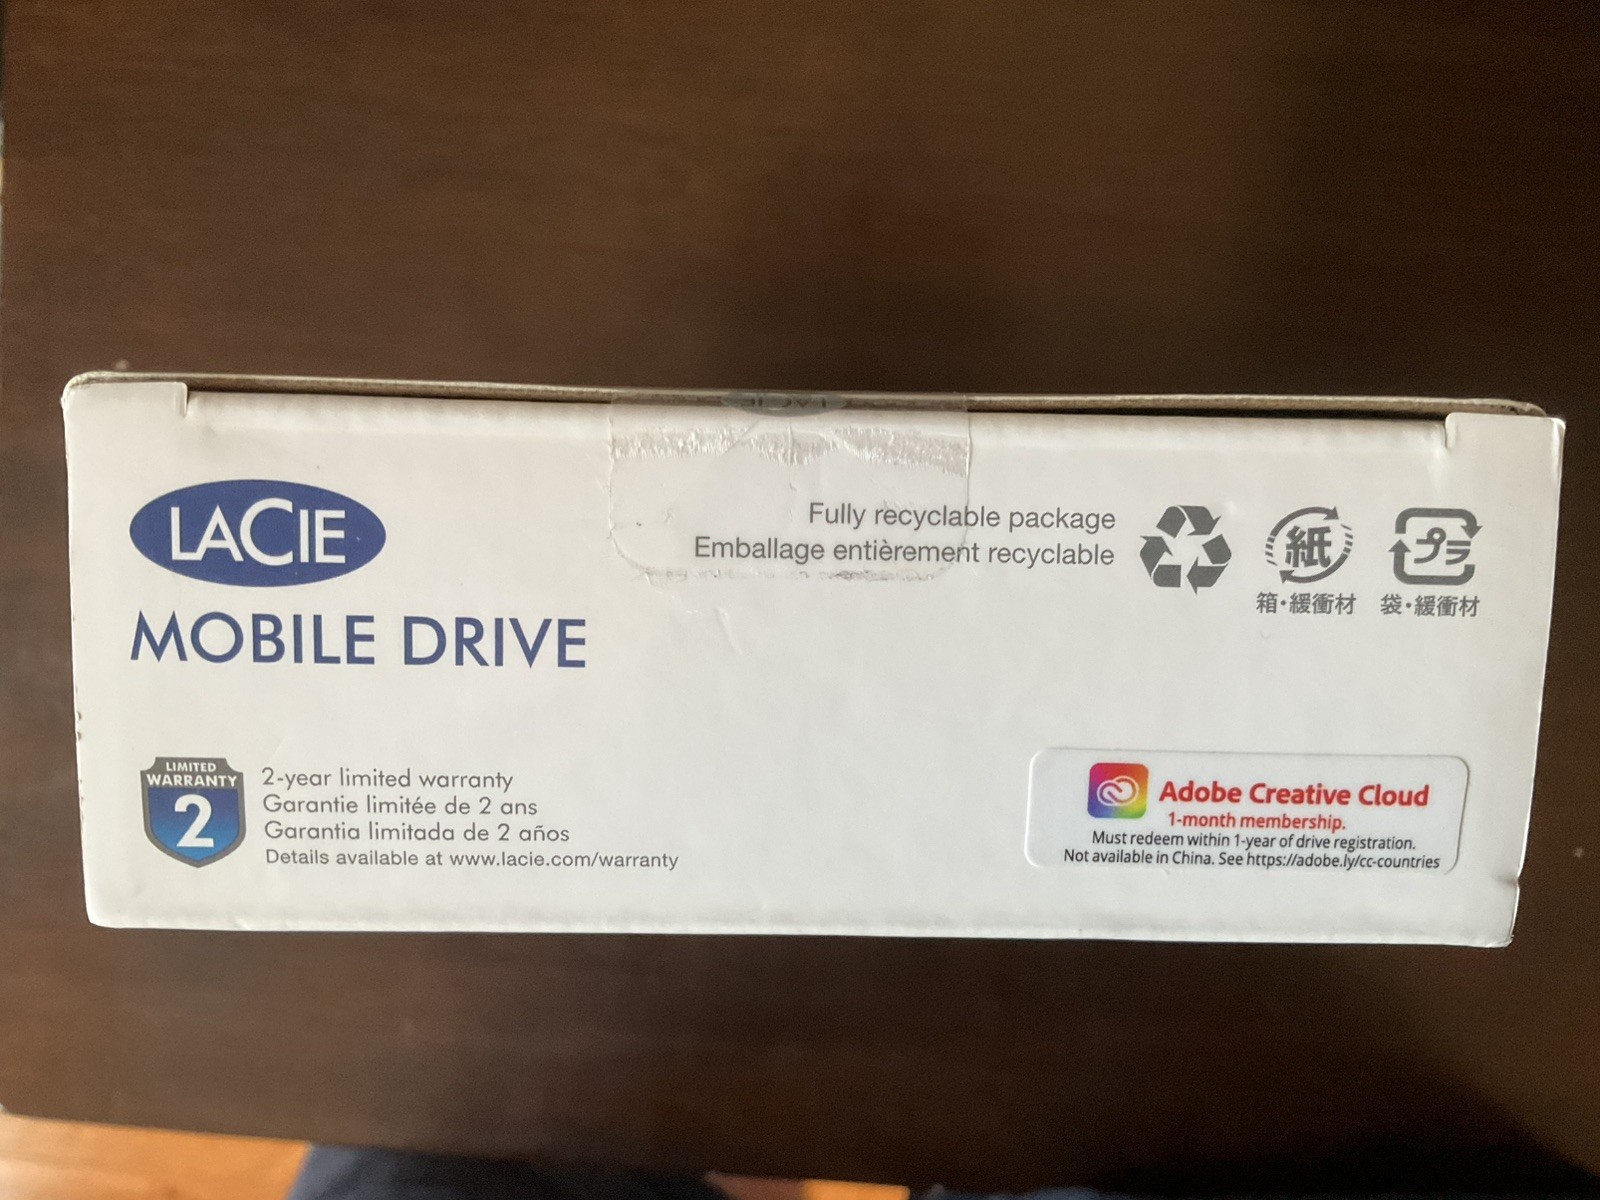 LACIE
LACIE
MOBILE DRIVE
Fully recyclable package
Emballage entièrement recyclable
紙
プラ
箱・緩衝材
袋・緩衝材
LIMITED
WARRANTY
2
2-year limited warranty
Garantie limitée de 2 ans
Garantia limitada de 2 años
Details available at www.lacie.com/warranty
Adobe Creative Cloud
1-month membership.
Must redeem within 1-year of drive registration.
Not available in China. See https://adobe.ly/cc-countries